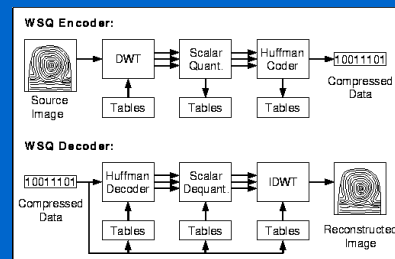 WSQ Encoder:
DWT
Scalar
Quant.
Huffman
Coder
10011101
Compressed
Data
Source
Image
Tables
Tables
Tables
WSQ Decoder:
10011101
Compressed
Data
Huffman
Decoder
Scalar
Dequant.
IDWT
Tables
Tables
Tables
Reconstructed
Image